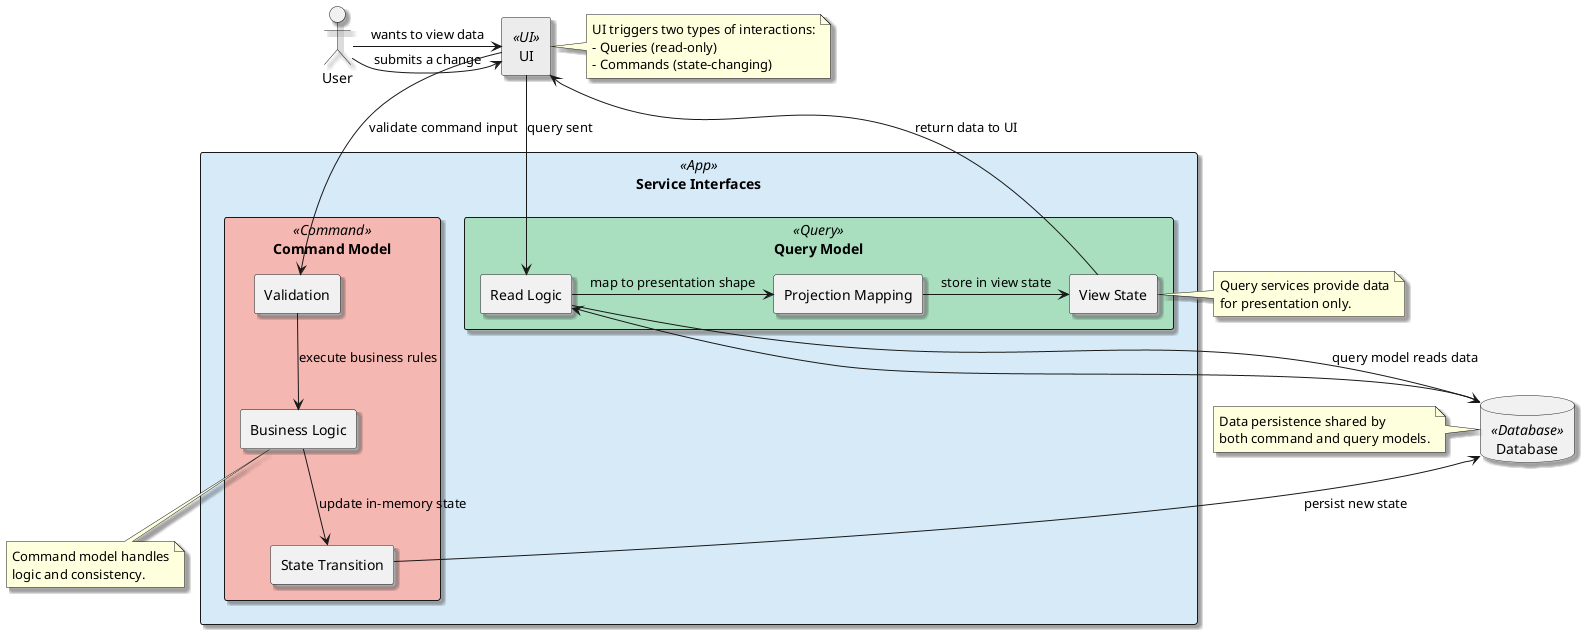 wants to view data
submits a change
User
«UI»
UI
UI triggers two types of interactions:
- Queries (read-only)
- Commands (state-changing)
validate command input
query sent
return data to UI
«App»
Service Interfaces
«Command»
Command Model
«Query»
Query Model
Validation
Read Logic
map to presentation shape
Projection Mapping
store in view state
View State
Query services provide data
for presentation only.
execute business rules
query model reads data
Business Logic
Data persistence shared by
both command and query models.
«Database»
Database
update in-memory state
persist new state
Command model handles
logic and consistency.
State Transition